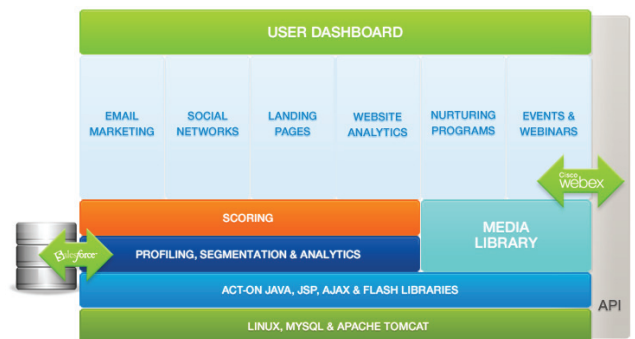 USER DASHBOARD
EMAIL
MARKETING
SOCIAL
NETWORKS
LANDING
PAGES
WEBSITE
ANALYTICS
NURTURING
PROGRAMS
EVENTS &
WEBINARS
Cisco
webex
SCORING
MEDIA
LIBRARY
salesforce
PROFILING, SEGMENTATION & ANALYTICS
ACT-ON JAVA, JSP, AJAX & FLASH LIBRARIES
API
LINUX, MYSQL & APACHE TOMCAT